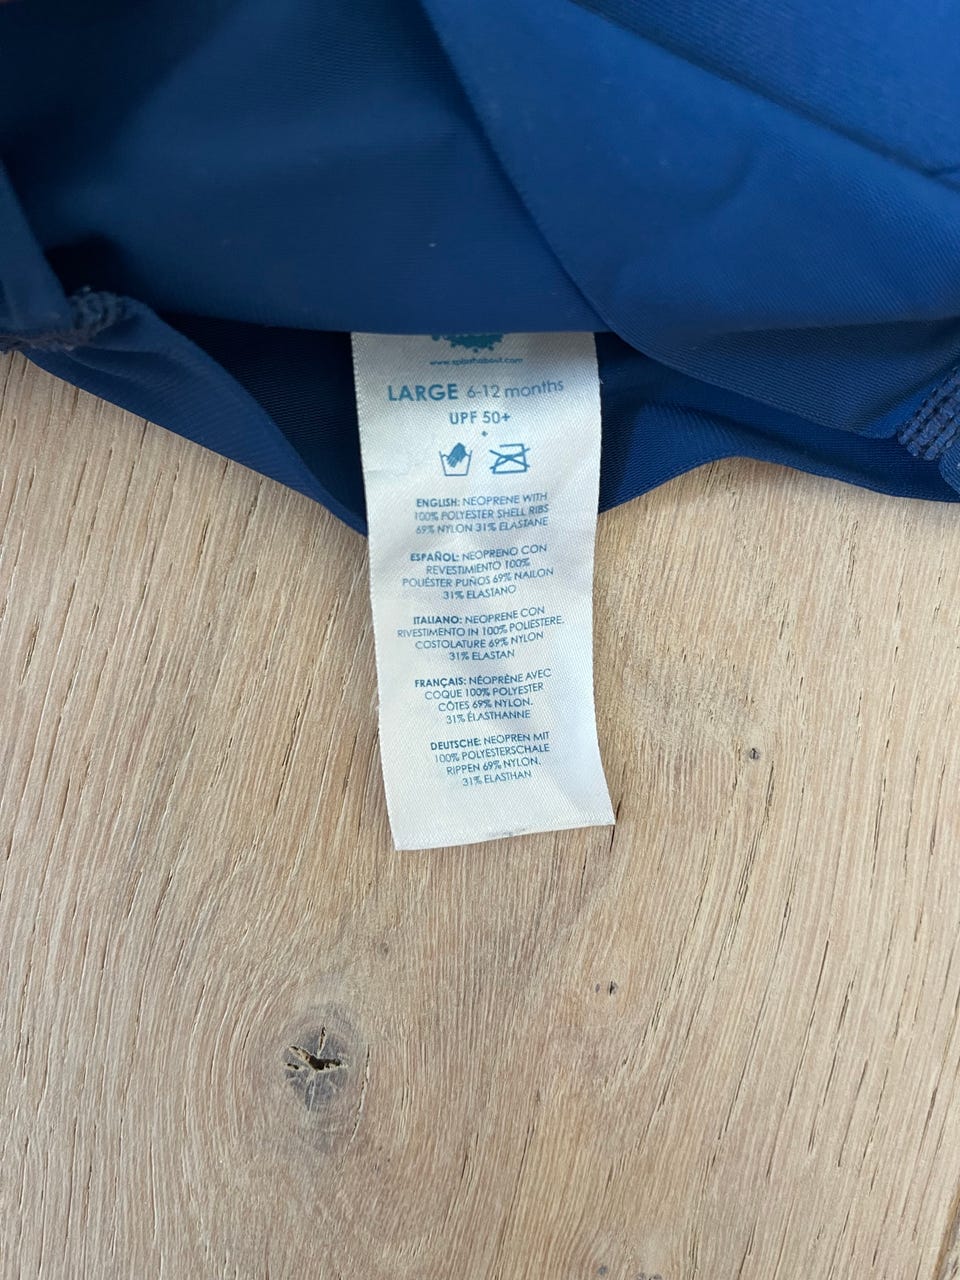 www.splashabout.com
LARGE 6-12 months
UPF 50+
ENGLISH: NEOPRENE WITH
100% POLYESTER SHELL RIBS
69% NYLON 31% ELASTANE
ESPAÑOL: NEOPRENO CON
REVESTIMIENTO 100%
POLIÉSTER PUÑOS 69% NAILON
31% ELASTANO
ITALIANO: NEOPRENE CON
RIVESTIMENTO IN 100% POLIESTERE.
COSTOLATURE 69% NYLON
31% ELASTAN
FRANÇAIS: NÉOPRÈNE AVEC
COQUE 100% POLYESTER
CÔTES 69% NYLON.
31% ÉLASTHANNE
DEUTSCHE: NEOPREN MIT
100% POLYESTERSCHALE
RIPPEN 69% NYLON.
31% ELASTHAN